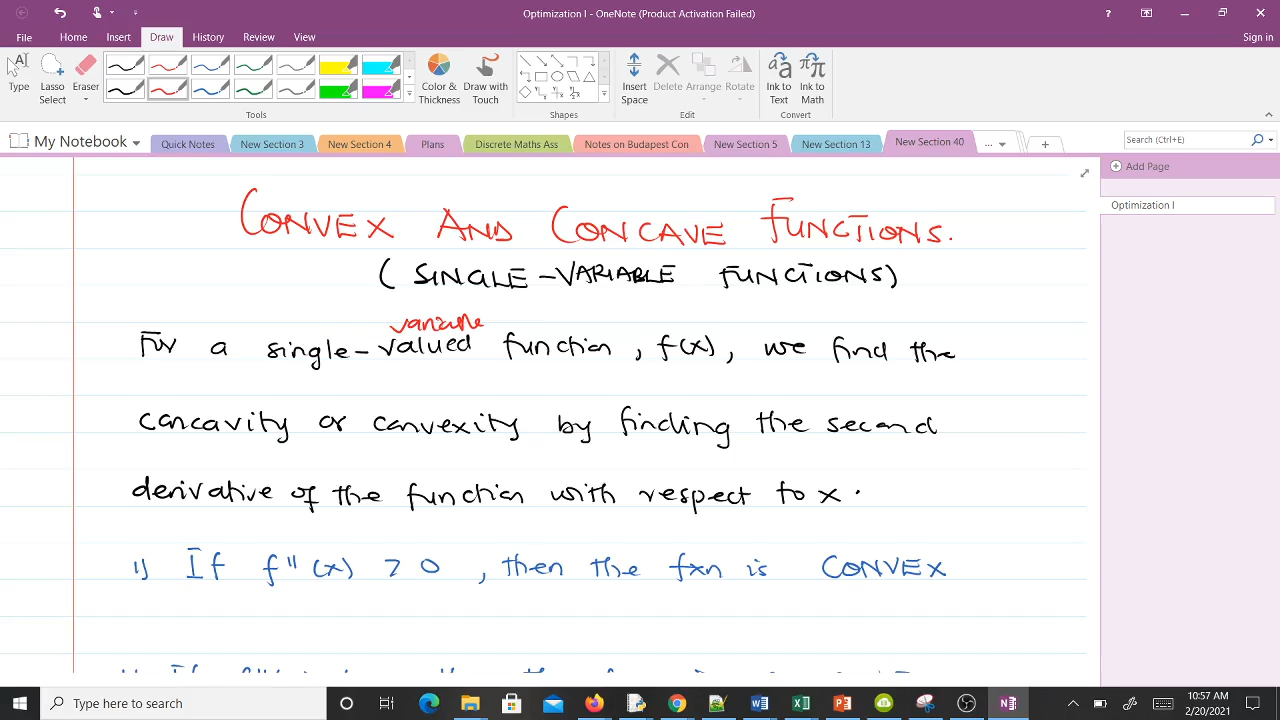 Optimization I - OneNote (Product Activation Failed)
File Home Insert Draw History Review View Sign in
Type Lasso Select Eraser Color & Thickness Draw with Touch Insert Space Delete Arrange Rotate Ink to Text Ink to Math
Tools Shapes Edit Convert
My Notebook Quick Notes New Section 3 New Section 4 Plans Discrete Maths Ass Notes on Budapest Con New Section 5 New Section 13 New Section 40 ... Search (Ctrl+E)
Add Page
Optimization I
CONVEX AND CONCAVE FUNCTIONS.
(SINGLE-VARIABLE FUNCTIONS)
variable
For a single-valued function, f(x), we find the
concavity or convexity by finding the second
derivative of the function with respect to x.
1) If f"(x) > 0, then the fxn is CONVEX
Type here to search
10:57 AM
2/20/2021